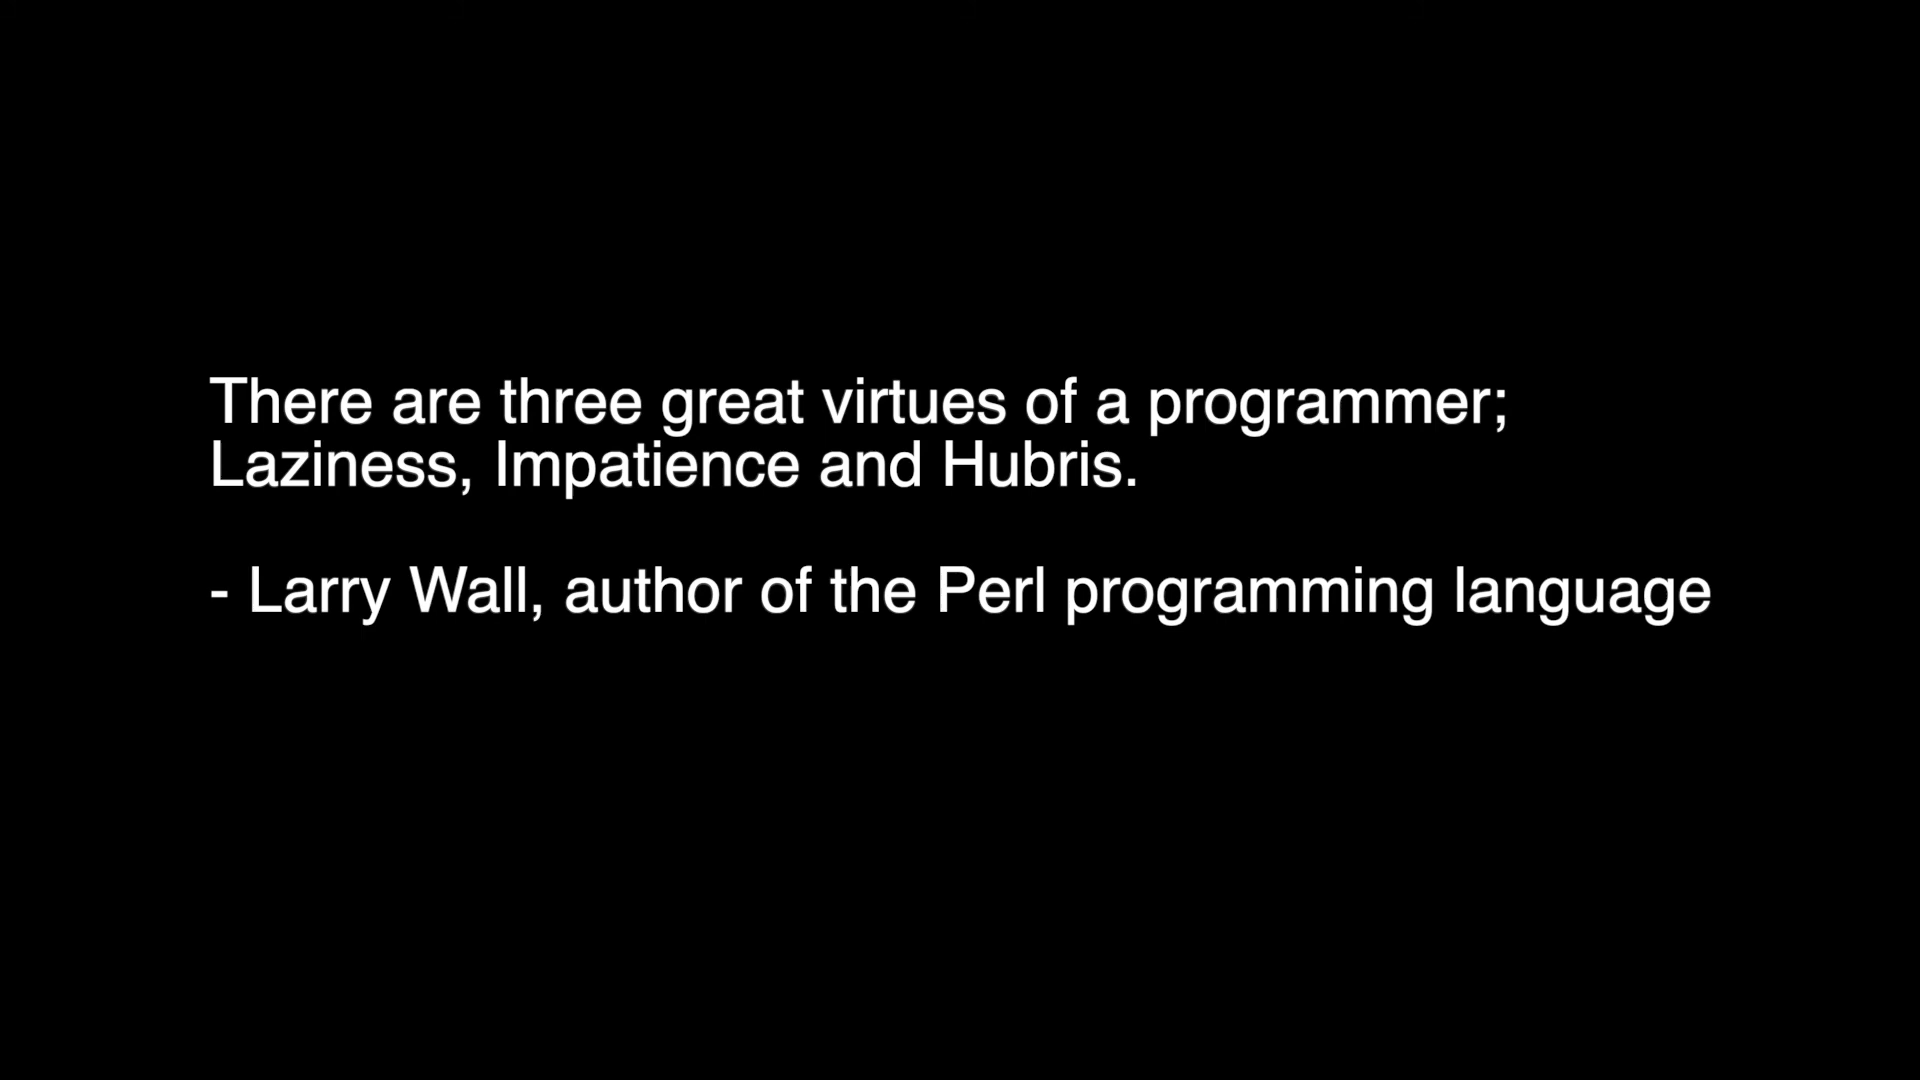 There are three great virtues of a programmer;
Laziness, Impatience and Hubris.
- Larry Wall, author of the Perl programming language